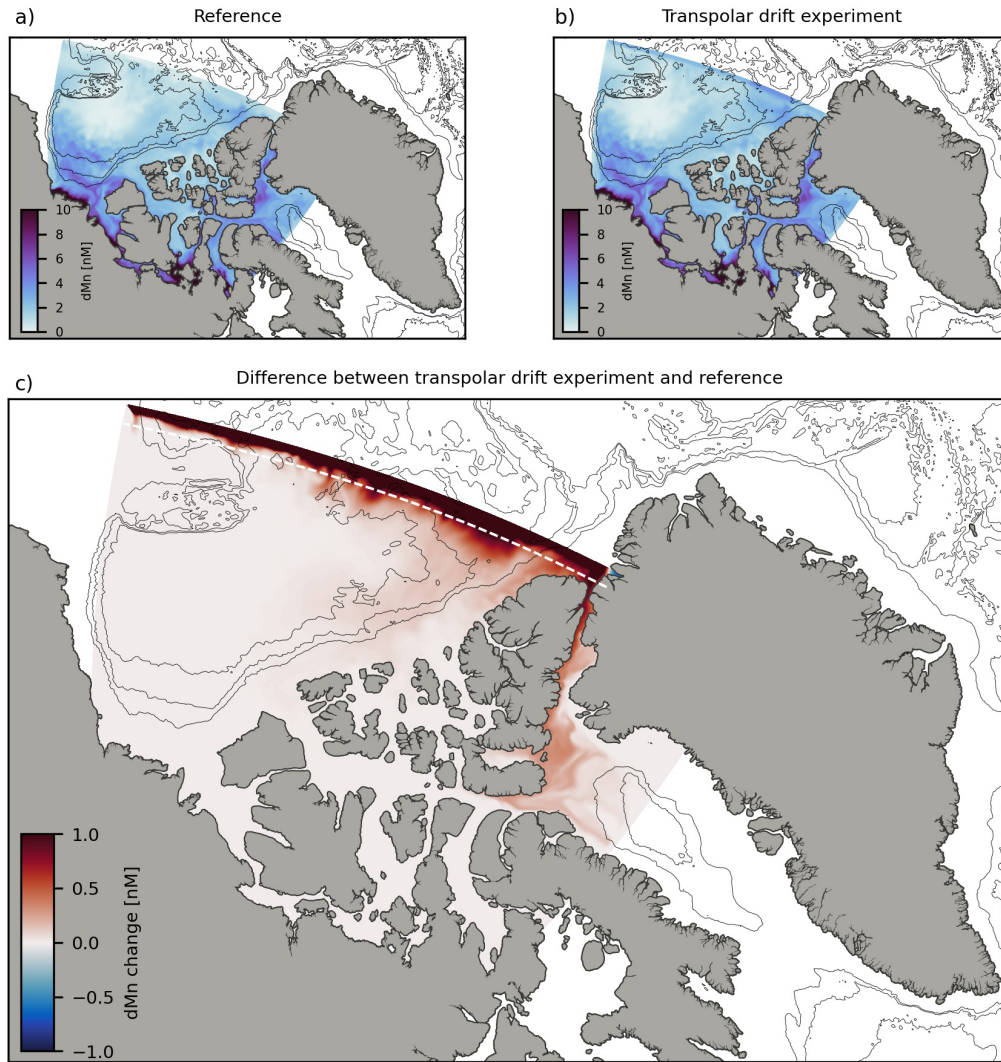 a)
Reference
b)
Transpolar drift experiment
10
8
6
4
2
0
dMn [nM]
10
8
6
4
2
0
dMn [nM]
c)
Difference between transpolar drift experiment and reference
1.0
0.5
0.0
−0.5
−1.0
dMn change [nM]